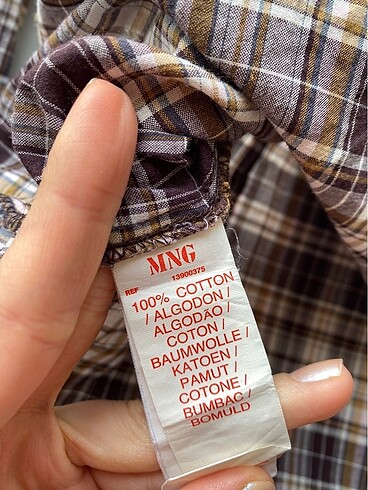 MNG
REF 13900375
100% COTTON
/ ALGODON /
ALGODÃO /
COTON /
BAUMWOLLE /
KATOEN /
PAMUT /
COTONE /
BUMBAC /
BOMULD